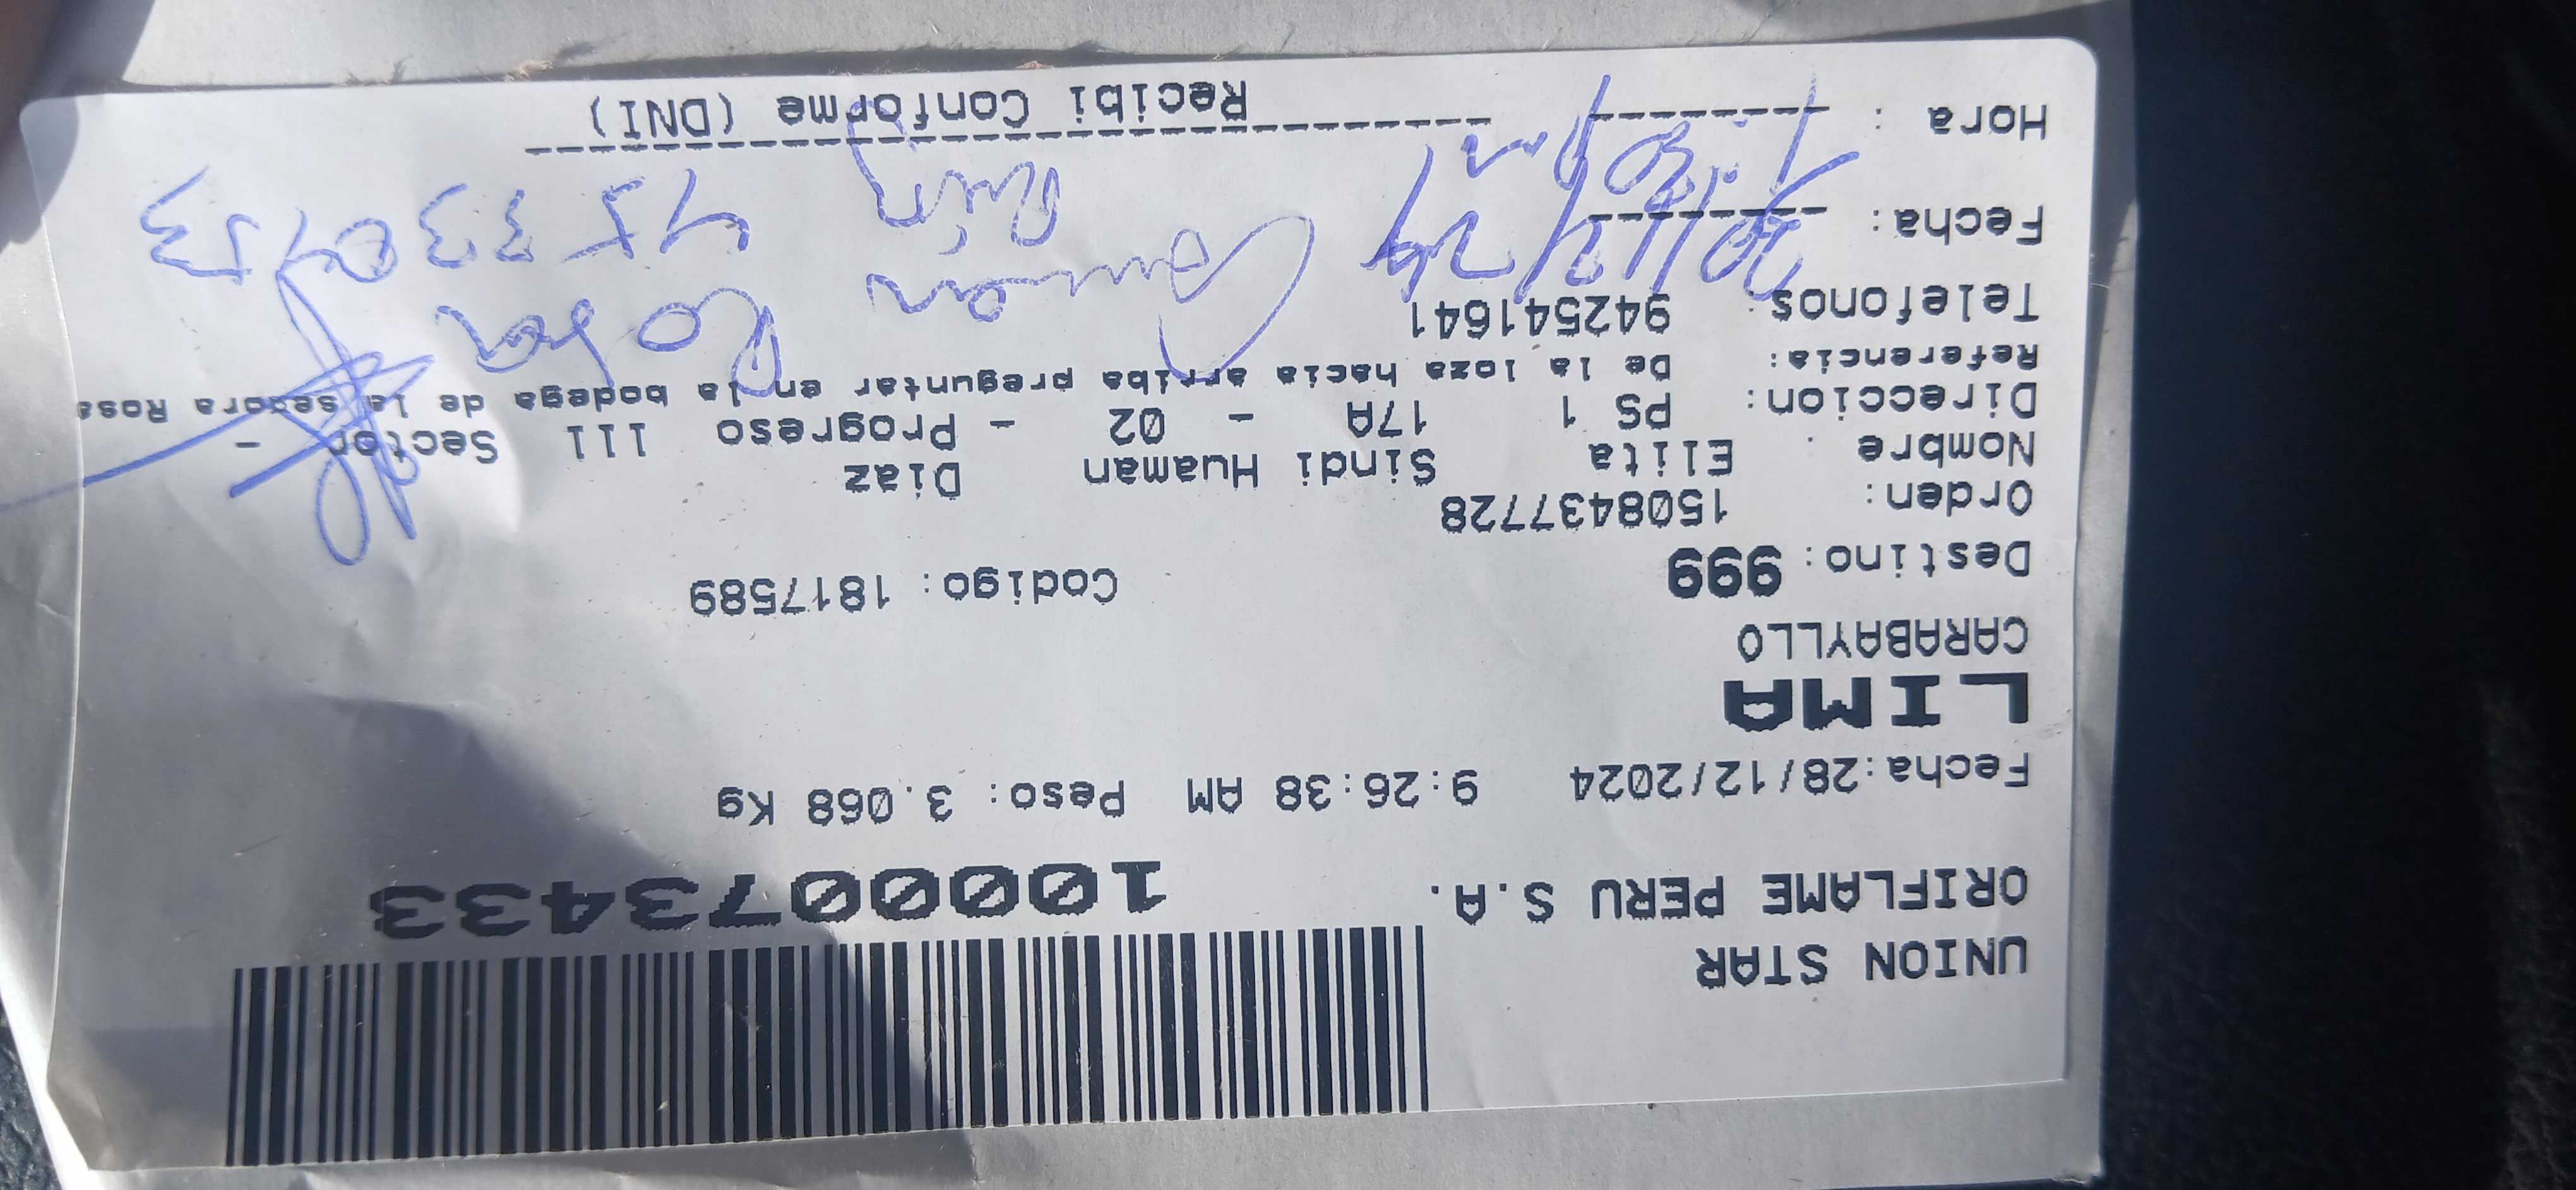 UNION STAR
ORIFLAME PERU S.A.
10000073433
Fecha:28/12/2024 9:26:38 AM Peso: 3.068 Kg
LIMA
CARABAYLLO
Destino: 999 Codigo: 1817589
Orden: 1508437728
Nombre : Elita Sindi Huaman Diaz
Direccion: PS 1 17A - 02 - Progreso 111 Sector -
Referencia: De la loza hacia arriba preguntar en la bodega de la señora Rosa
Telefonos: 942541641
Fecha:
Hora :
Recibi Conforme (DNI)